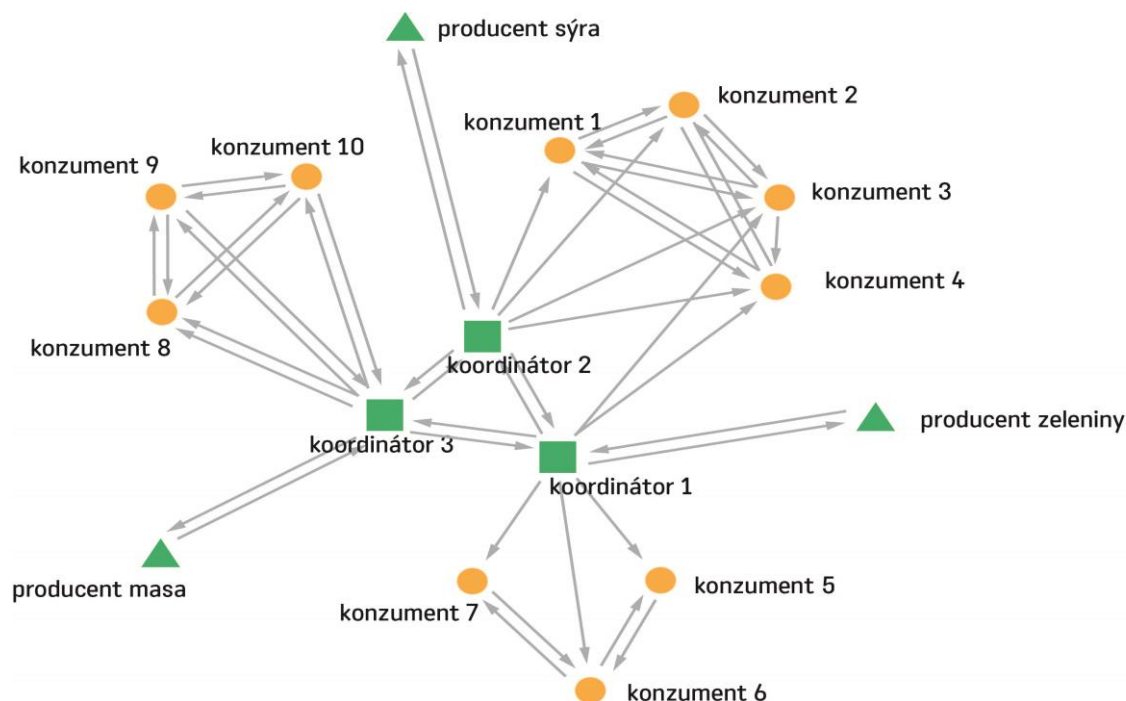 producent sýra
konzument 2
konzument 1
konzument 10
konzument 9
konzument 3
konzument 4
konzument 8
koordinátor 2
producent zeleniny
koordinátor 3
koordinátor 1
producent masa
konzument 5
konzument 7
konzument 6